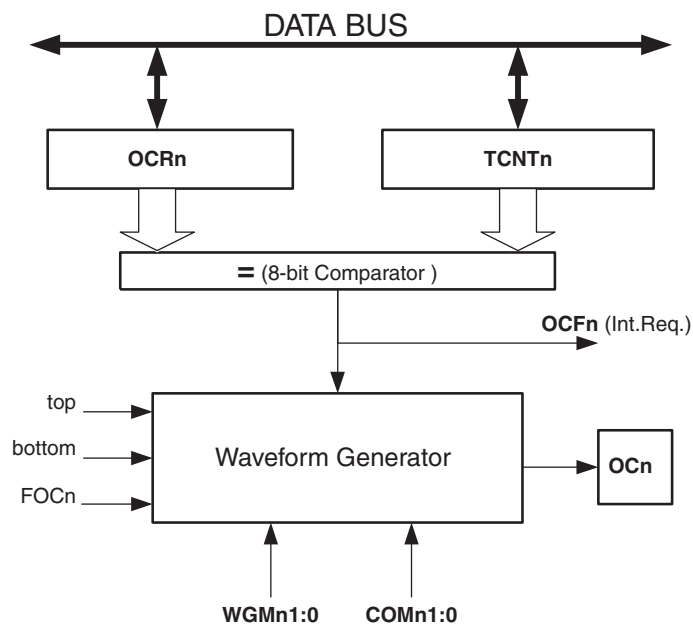 DATA BUS
OCRn
TCNTn
= (8-bit Comparator )
OCFn (Int.Req.)
top
bottom
FOCn
Waveform Generator
OCn
WGMn1:0
COMn1:0